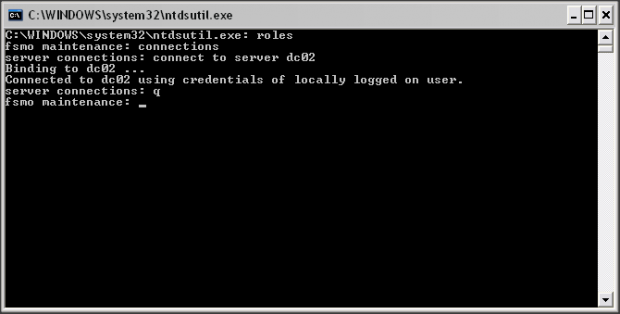 C:\WINDOWS\system32\ntdsutil.exe
C:\WINDOWS\system32\ntdsutil.exe: roles
fsmo maintenance: connections
server connections: connect to server dc02
Binding to dc02 ...
Connected to dc02 using credentials of locally logged on user.
server connections: q
fsmo maintenance: _